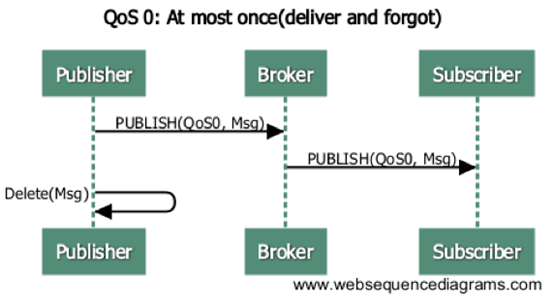 QoS 0: At most once(deliver and forgot)
Publisher
Broker
Subscriber
PUBLISH(QoS0, Msg)
PUBLISH(QoS0, Msg)
Delete(Msg)
Publisher
Broker
Subscriber
www.websequencediagrams.com